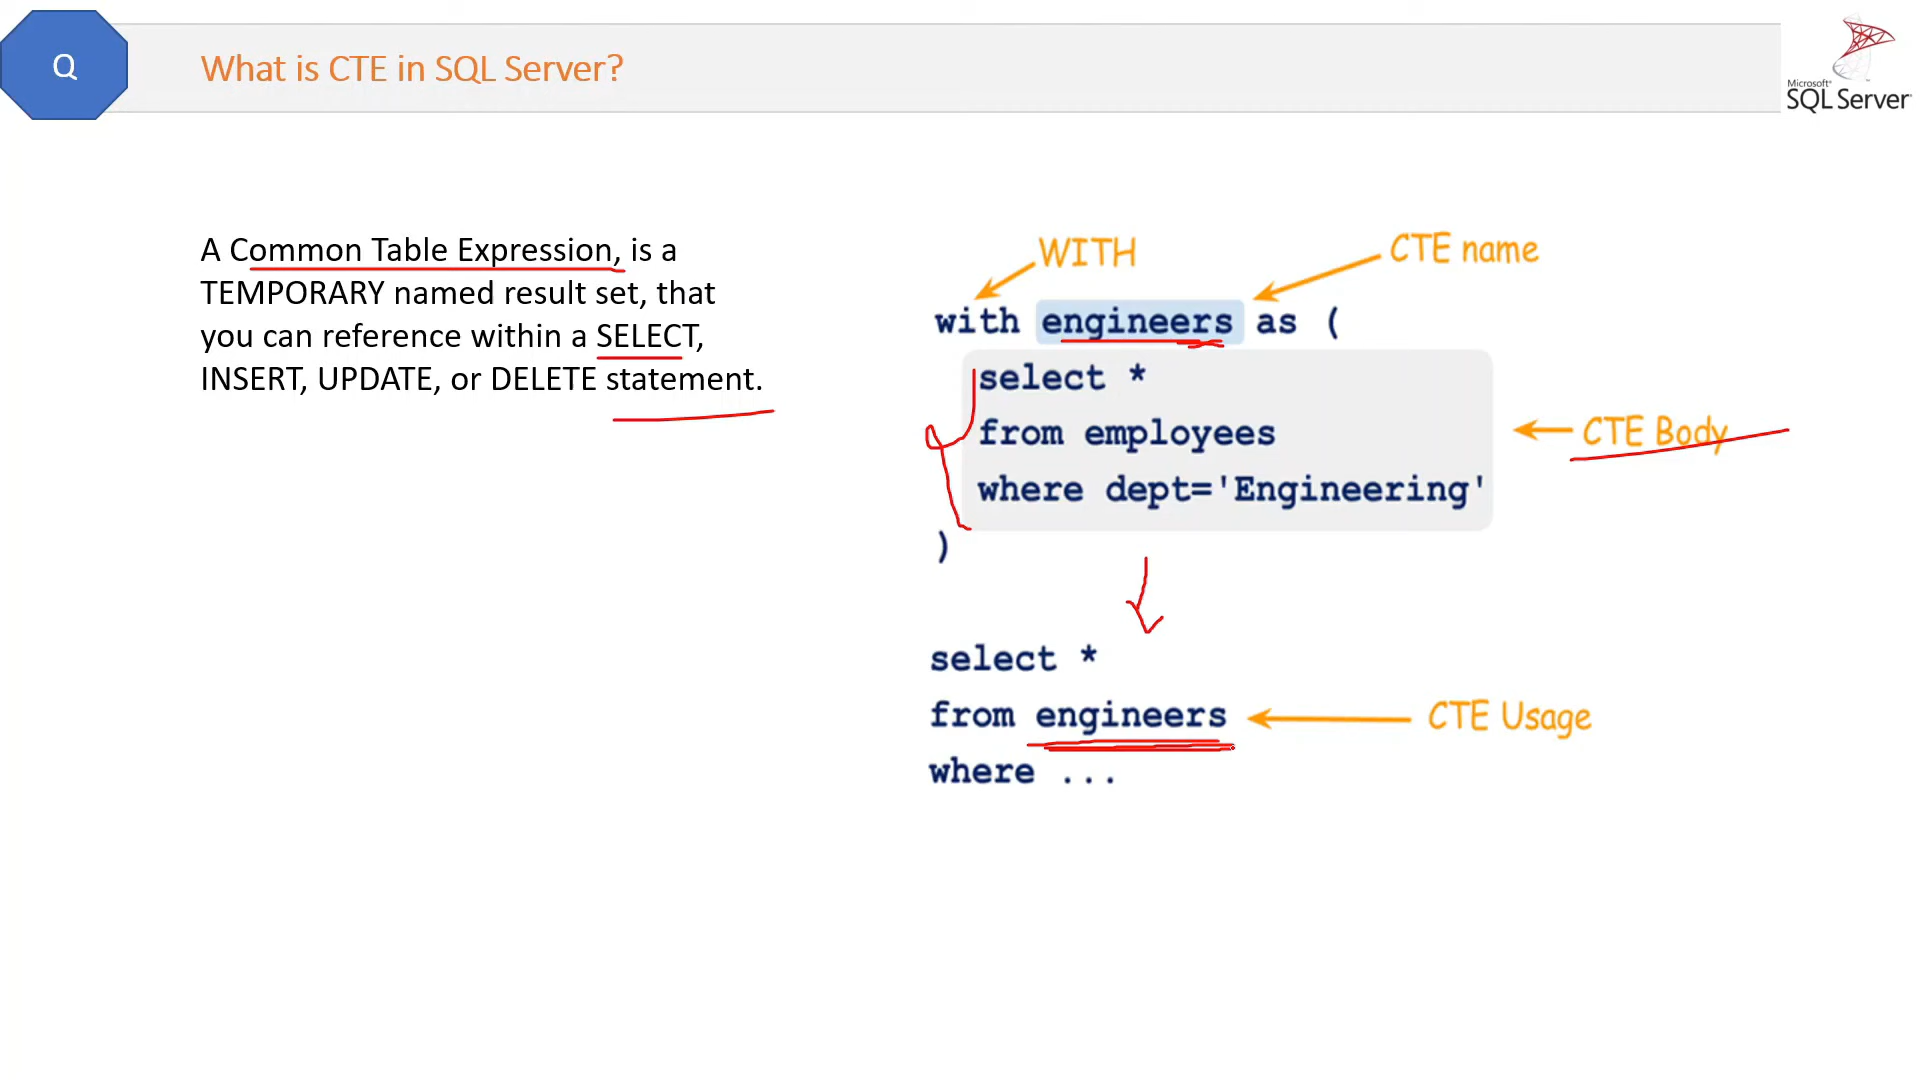 Q
What is CTE in SQL Server?
Microsoft®
SQL Server®
A Common Table Expression, is a
TEMPORARY named result set, that
you can reference within a SELECT,
INSERT, UPDATE, or DELETE statement.
WITH
CTE name
with engineers as (
select *
from employees
where dept='Engineering'
)
CTE Body
select *
from engineers
where ...
CTE Usage